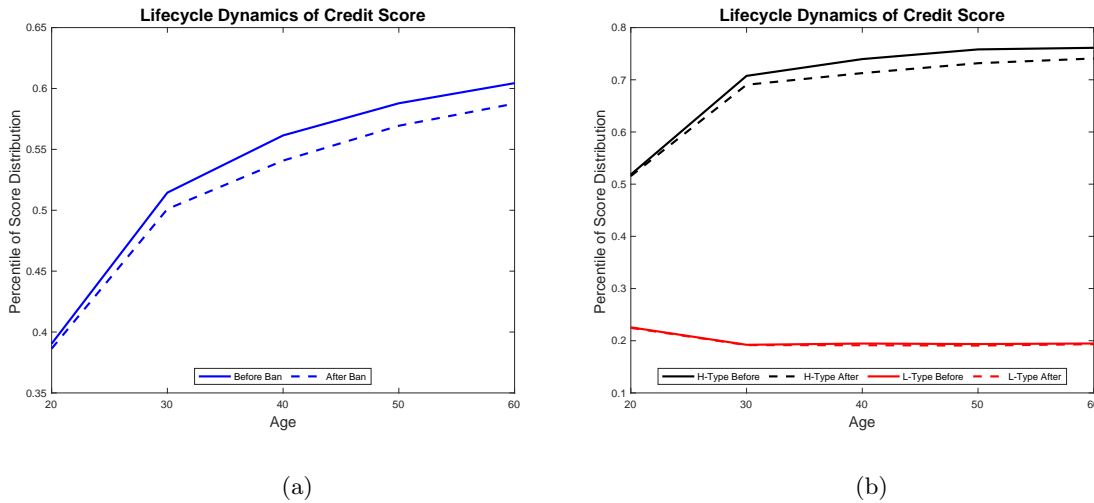 Lifecycle Dynamics of Credit Score
Percentile of Score Distribution
0.65
0.6
0.55
0.5
0.45
0.4
0.35
20 30 40 50 60
Age
Before Ban After Ban
(a)
Lifecycle Dynamics of Credit Score
Percentile of Score Distribution
0.8
0.7
0.6
0.5
0.4
0.3
0.2
0.1
20 30 40 50 60
Age
H-Type Before H-Type After L-Type Before L-Type After
(b)